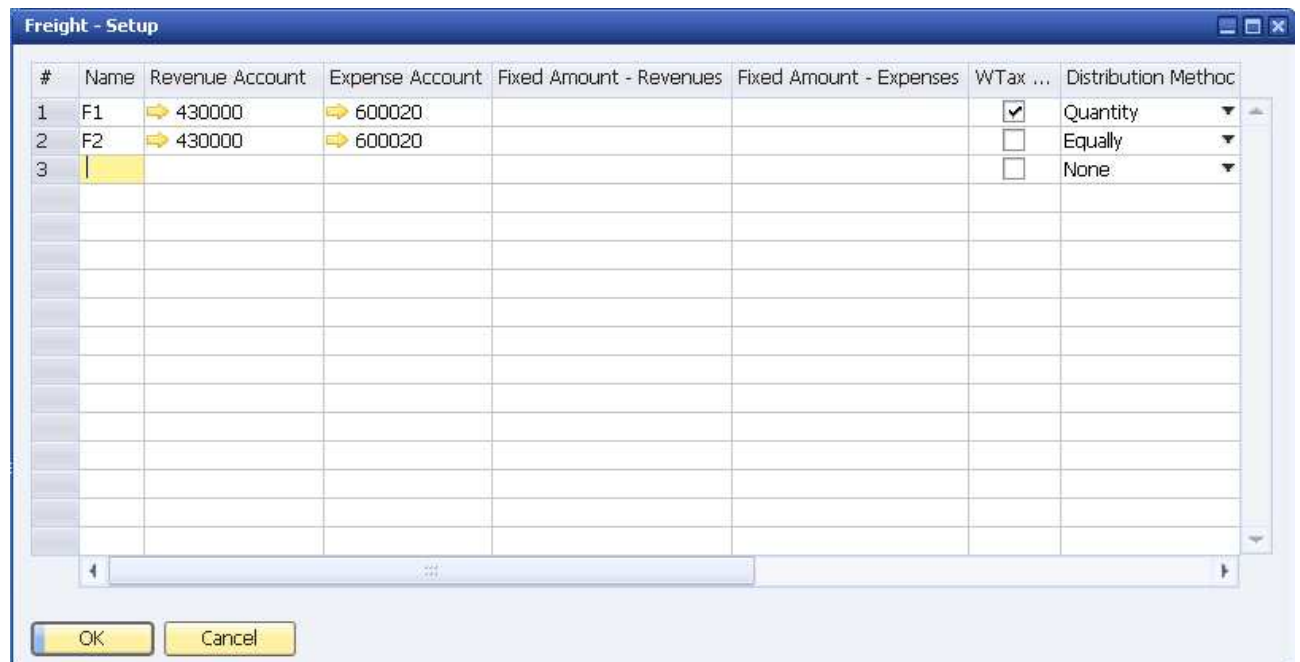 Freight - Setup
# Name Revenue Account Expense Account Fixed Amount - Revenues Fixed Amount - Expenses WTax ... Distribution Methoc
1 F1 430000 600020 Quantity
2 F2 430000 600020 Equally
3 None
OK Cancel